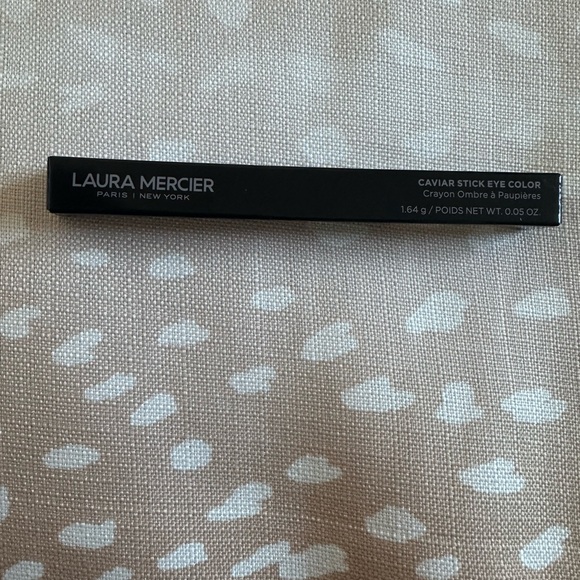 LAURA MERCIER
PARIS | NEW YORK
CAVIAR STICK EYE COLOR
Crayon Ombre à Paupières
1.64 g / POIDS NET WT. 0.05 OZ.